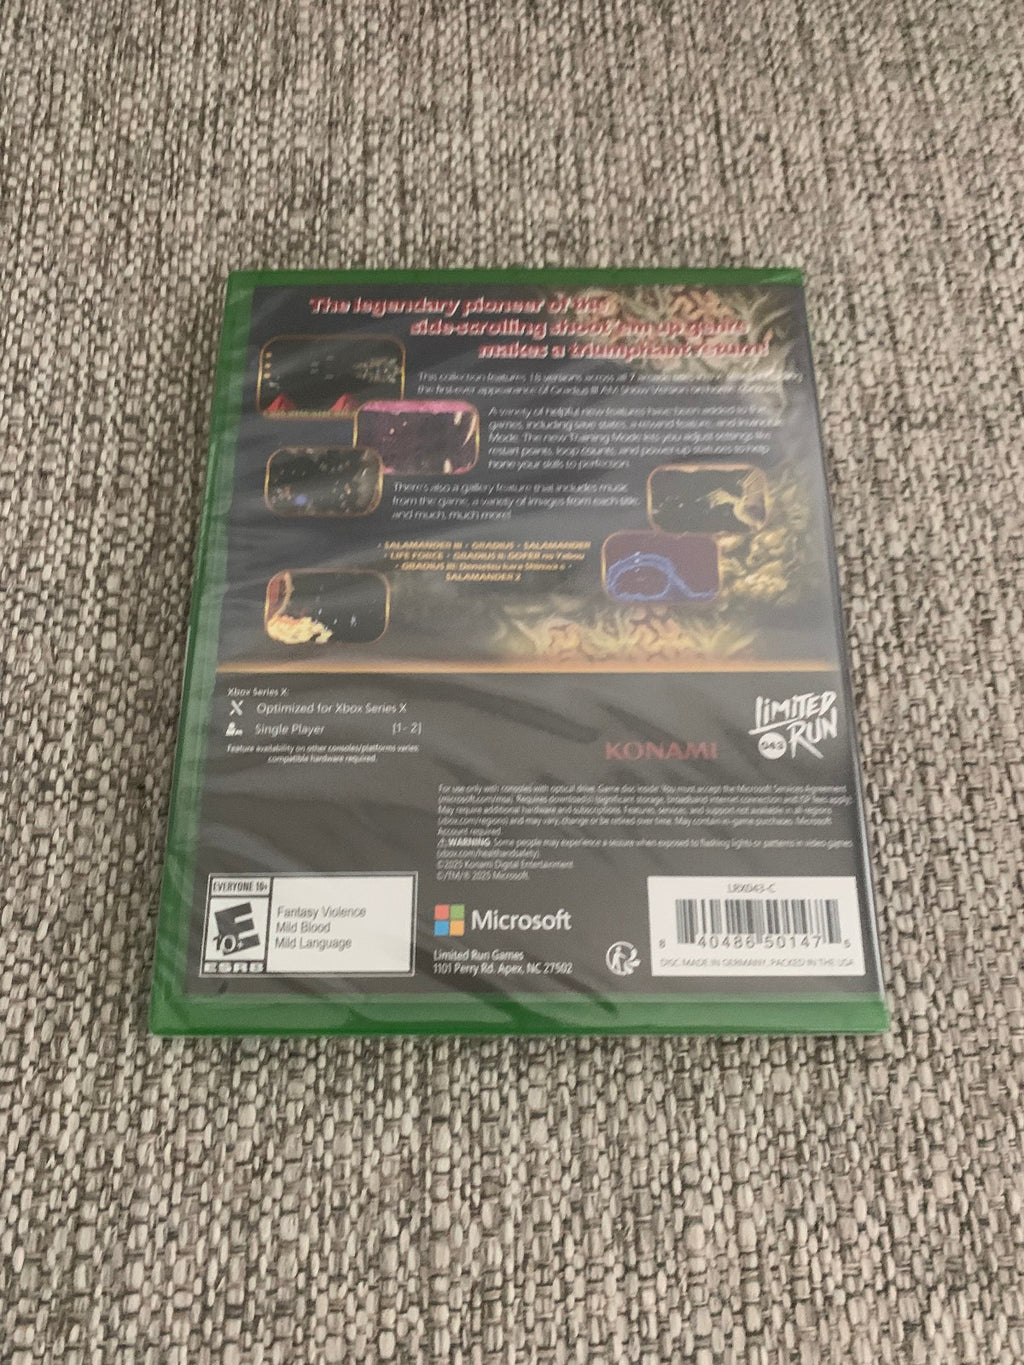 The legendary pioneer of the
side-scrolling shoot 'em up genre
makes a triumphant return!
This collection features 18 versions across all 7
the first-ever appearance of Gradius III AM Show Version on home
A variety of helpful new features have been added to the
games, including save states, a rewind feature, and Invincible
Mode. The new Training Mode lets you adjust settings like
restart points, loop counts, and power-up statuses to help
hone your skills to perfection.
There's also a gallery feature that includes music
from the game, a variety of images from each title,
and much, much more!
• SALAMANDER III • GRADIUS • SALAMANDER
• LIFE FORCE • GRADIUS II: GOFER no Yabou
• GRADIUS III: Densetsu kara Shinwa e •
SALAMANDER 2
Xbox Series X:
X Optimized for Xbox Series X
Single Player [1- 2]
Feature availability on other consoles/platforms varies:
compatible hardware required.
KONAMI
LIMITED
RUN
043
For use only with consoles with optical drive. Game disc inside. You must accept the Microsoft Services Agreement
(microsoft.com/msa). Requires download(s) (significant storage, broadband internet connection and ISP fees apply).
May require additional hardware and subscriptions. Features, services, and supports not available in all regions
(xbox.com/regions) and may vary, change or be retired over time. May contain in-game purchases. Microsoft
Account required.
⚠ WARNING Some people may experience a seizure when exposed to flashing lights or patterns in video games
(xbox.com/healthandsafety).
©2025 Konami Digital Entertainment
©/TM/® 2025 Microsoft.
EVERYONE 10+
E
10+
ESRB
Fantasy Violence
Mild Blood
Mild Language
Microsoft
Limited Run Games
1101 Perry Rd. Apex, NC 27502
LRX043-C
8 40486 50147 5
DISC MADE IN GERMANY, PACKED IN THE USA